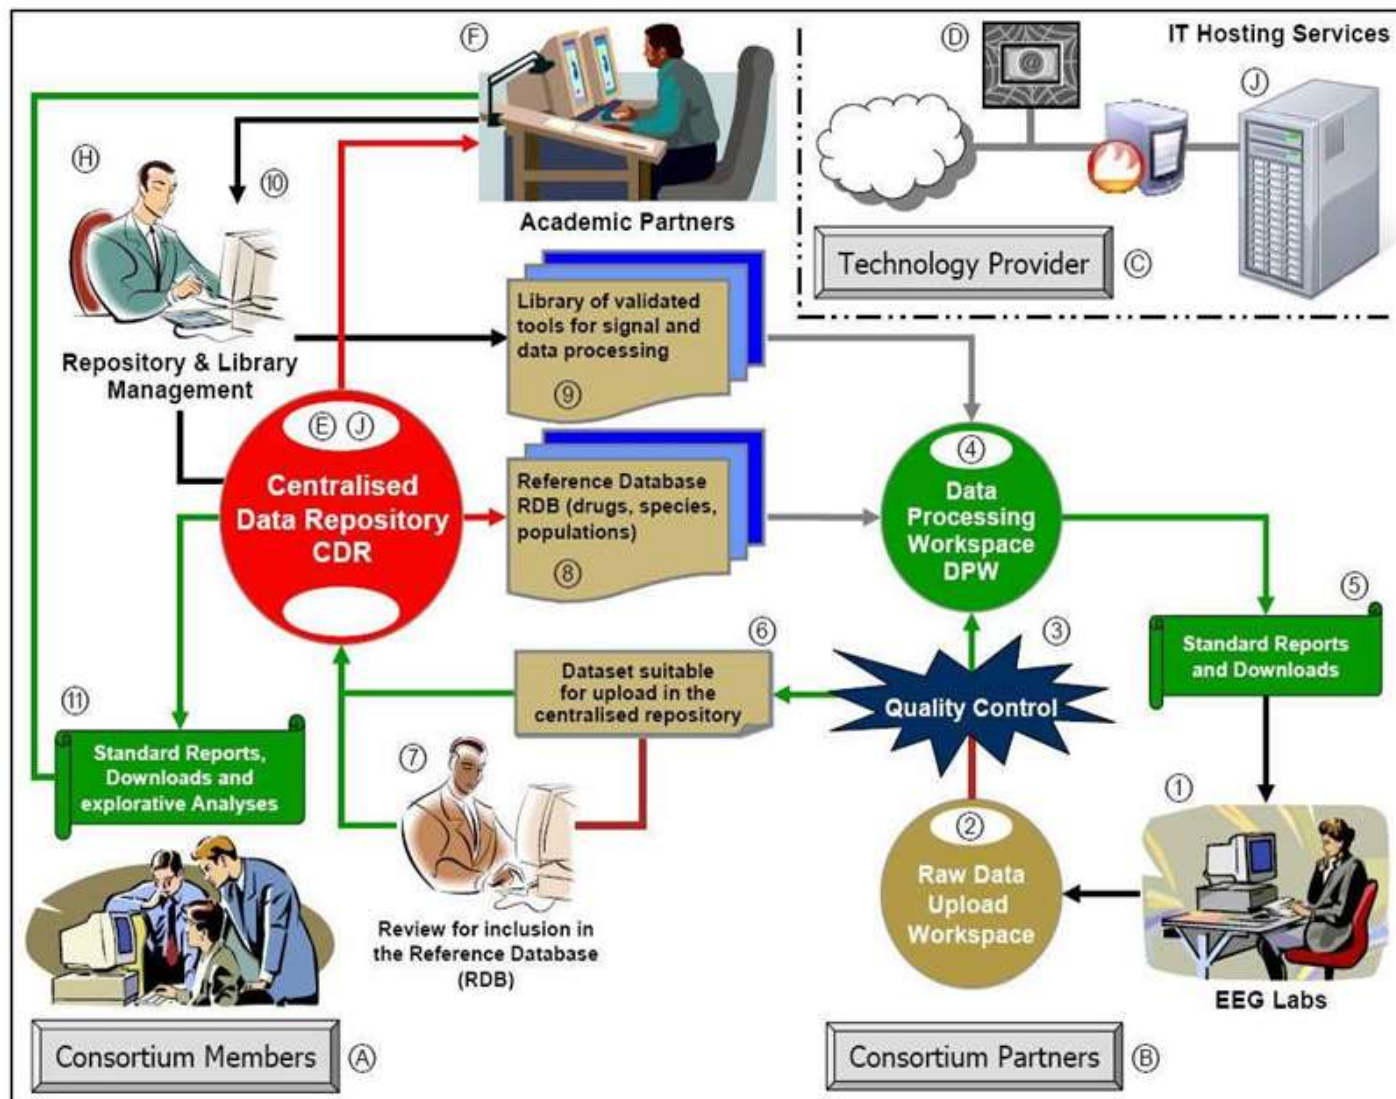 Ⓕ
Ⓓ
IT Hosting Services
Ⓙ
@
Ⓗ
⑩
Academic Partners
Technology Provider Ⓒ
Repository & Library
Management
Library of validated
tools for signal and
data processing
⑨
Ⓔ Ⓙ
Centralised
Data Repository
CDR
Reference Database
RDB (drugs, species,
populations)
⑧
④
Data
Processing
Workspace
DPW
⑤
Standard Reports
and Downloads
⑥
Dataset suitable
for upload in the
centralised repository
③
Quality Control
⑪
Standard Reports,
Downloads and
explorative Analyses
⑦
Review for inclusion in
the Reference Database
(RDB)
②
Raw Data
Upload
Workspace
①
EEG Labs
Consortium Members Ⓐ
Consortium Partners Ⓑ